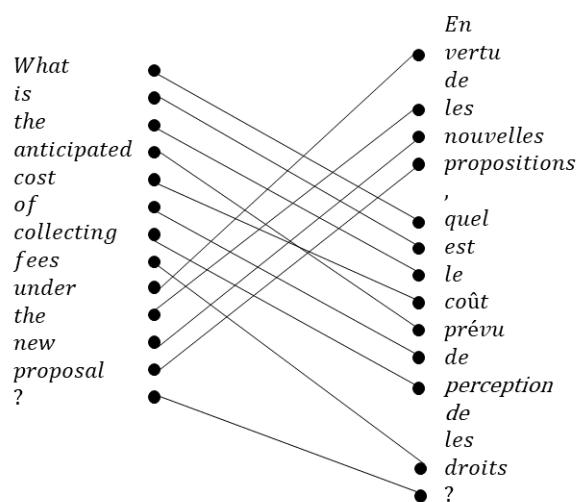 What
is
the
anticipated
cost
of
collecting
fees
under
the
new
proposal
?
En
vertu
de
les
nouvelles
propositions
,
quel
est
le
coût
prévu
de
perception
de
les
droits
?